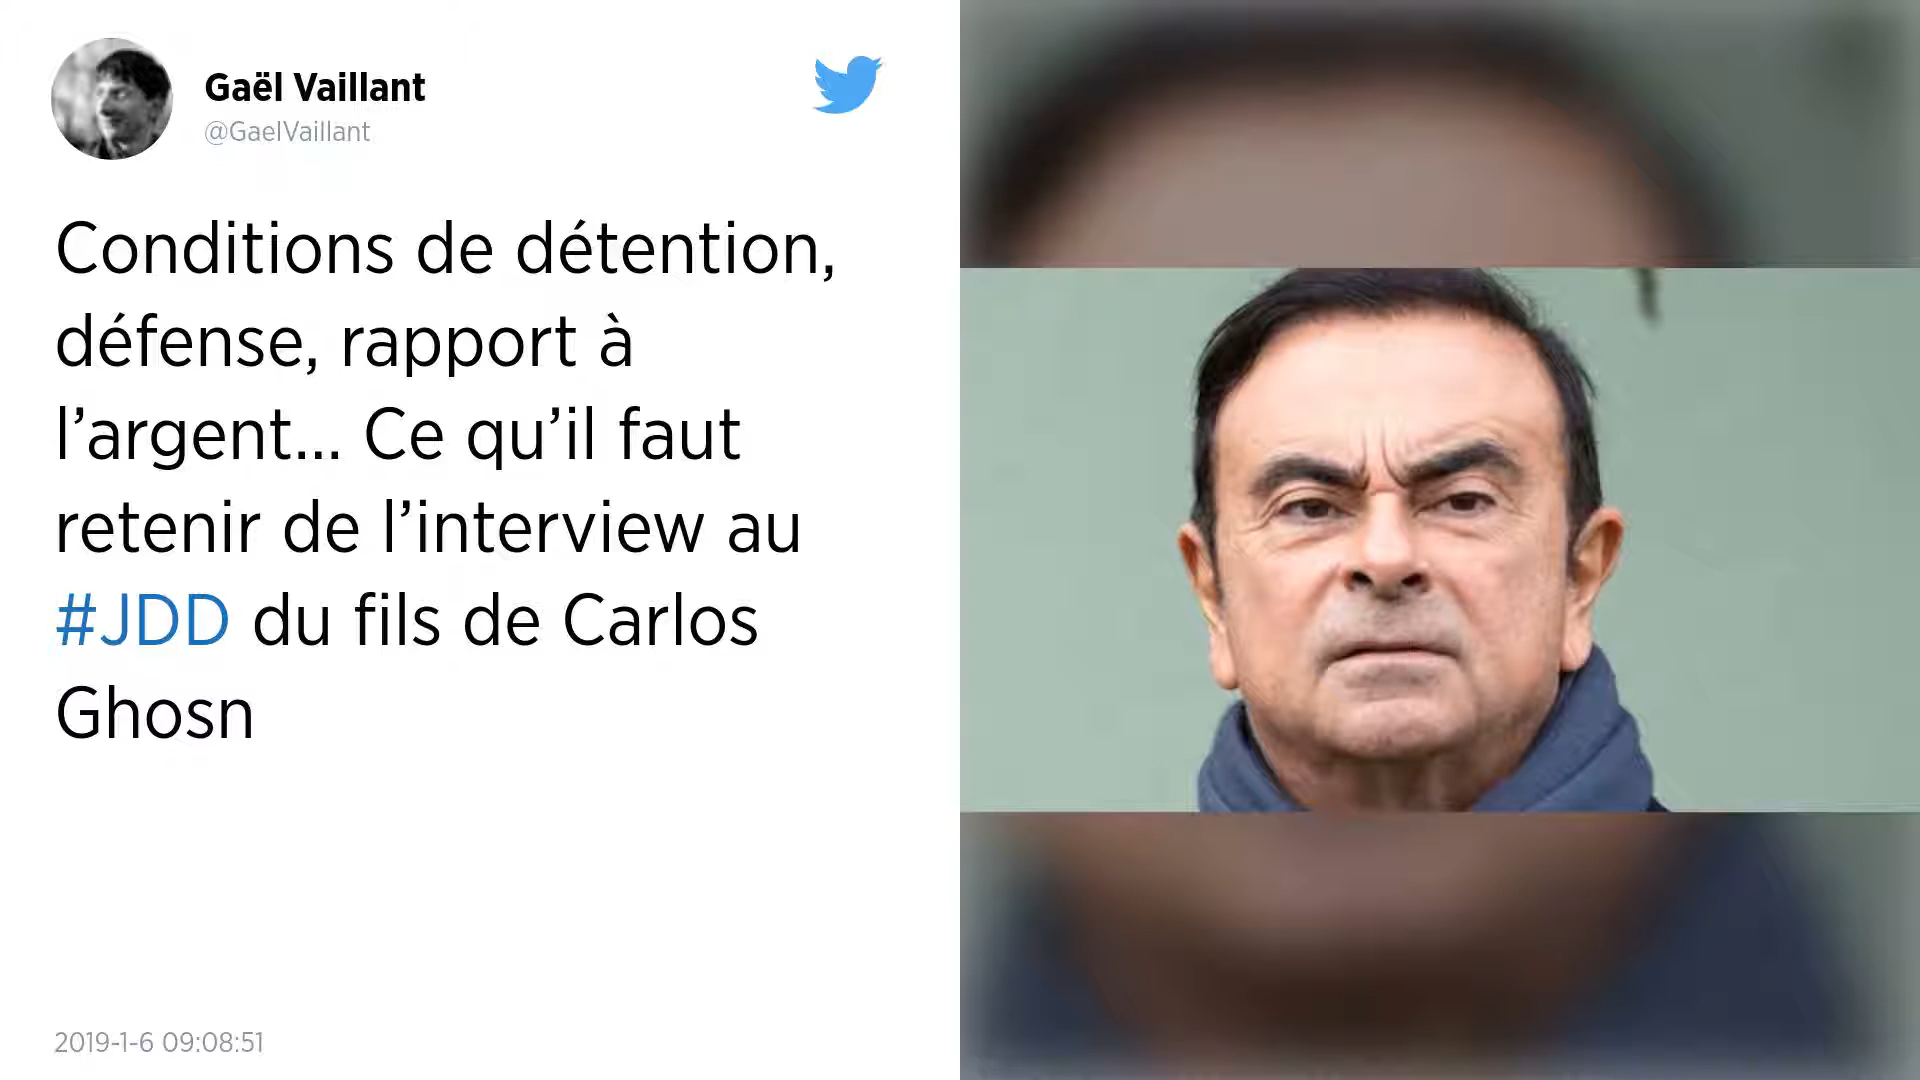 Gaël Vaillant
@GaelVaillant
Conditions de détention,
défense, rapport à
l’argent... Ce qu’il faut
retenir de l’interview au
#JDD du fils de Carlos
Ghosn
2019-1-6 09:08:51